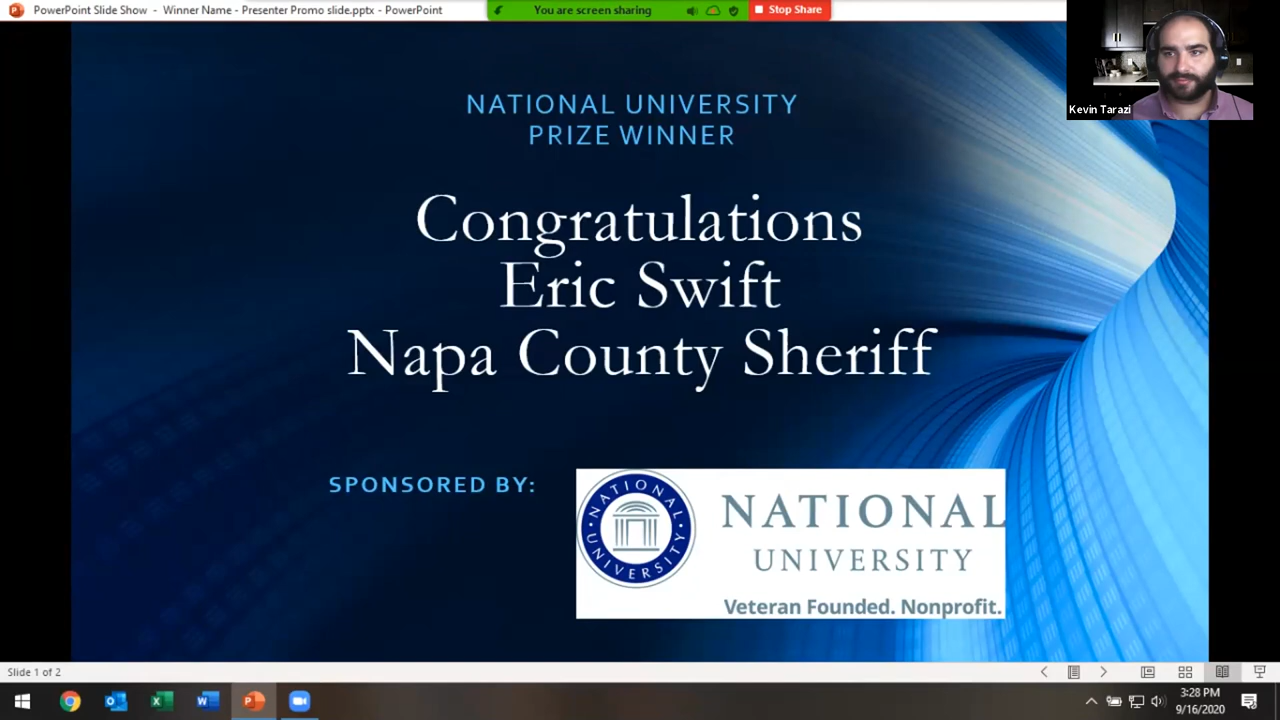 PowerPoint Slide Show - Winner Name - Presenter Promo slide.pptx - PowerPoint
You are screen sharing
Stop Share
Kevin Tarazi
NATIONAL UNIVERSITY
PRIZE WINNER
Congratulations
Eric Swift
Napa County Sheriff
SPONSORED BY:
NATIONAL UNIVERSITY
NATIONAL
UNIVERSITY
Veteran Founded. Nonprofit.
Slide 1 of 2
3:28 PM
9/16/2020